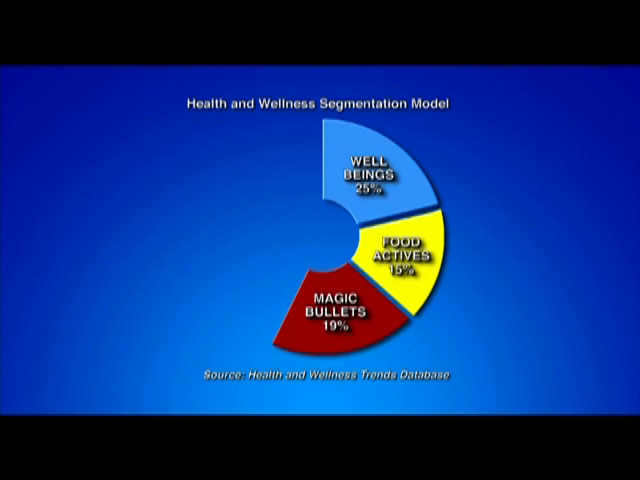 Health and Wellness Segmentation Model
WELL
BEINGS
25%
FOOD
ACTIVES
15%
MAGIC
BULLETS
19%
Source: Health and Wellness Trends Database